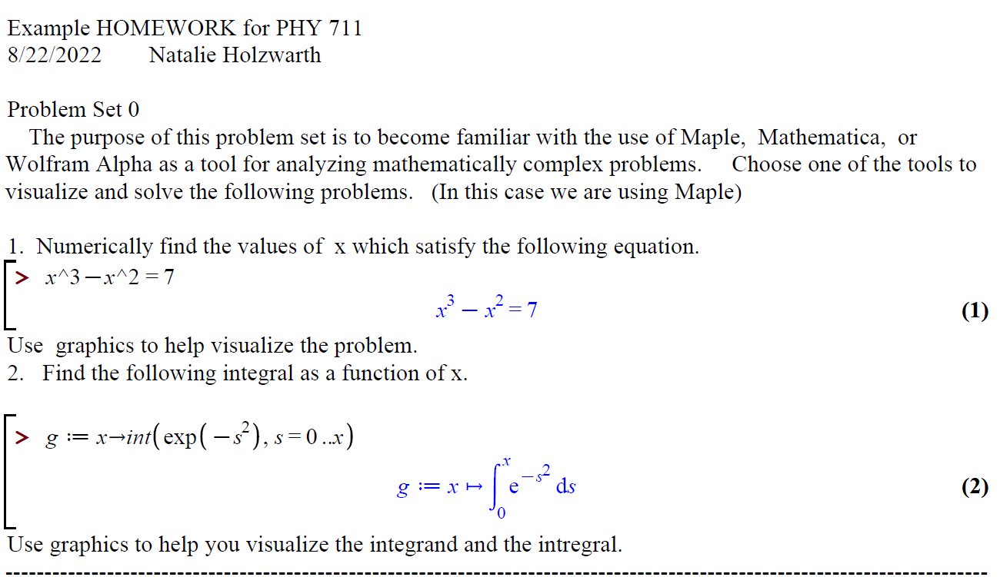 Example HOMEWORK for PHY 711
8/22/2022 Natalie Holzwarth
Problem Set 0
The purpose of this problem set is to become familiar with the use of Maple, Mathematica, or
Wolfram Alpha as a tool for analyzing mathematically complex problems. Choose one of the tools to
visualize and solve the following problems. (In this case we are using Maple)
1. Numerically find the values of x which satisfy the following equation.
> x^3−x^2 = 7
x³ − x² = 7 (1)
Use graphics to help visualize the problem.
2. Find the following integral as a function of x.
> g := x→int(exp(−s²), s = 0 ..x)
g := x ↦ ∫₀ˣ e^−s² ds (2)
Use graphics to help you visualize the integrand and the intregral.